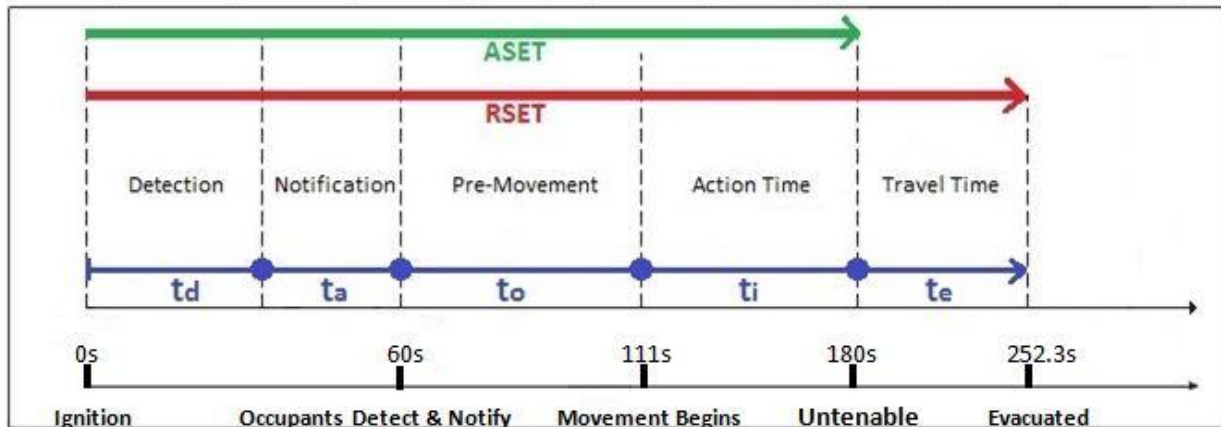 ASET
RSET
Detection Notification Pre-Movement Action Time Travel Time
td ta to ti te
0s 60s 111s 180s 252.3s
Ignition Occupants Detect & Notify Movement Begins Untenable Evacuated